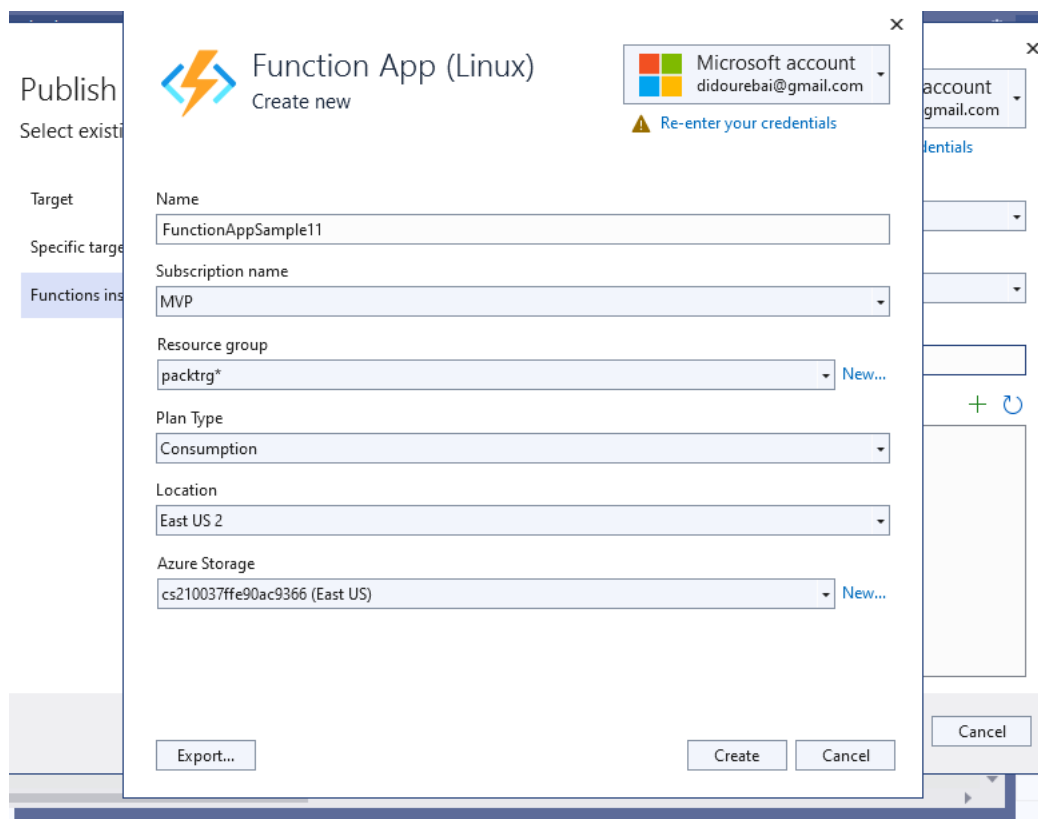 Function App (Linux)
Create new
Microsoft account
didourebai@gmail.com
Re-enter your credentials
Publish
Select existi
account
gmail.com
dentials
Target
Specific targe
Functions ins
Name
FunctionAppSample11
Subscription name
MVP
Resource group
packtrg*
New...
Plan Type
Consumption
Location
East US 2
Azure Storage
cs210037ffe90ac9366 (East US)
New...
Export...
Create
Cancel
Cancel